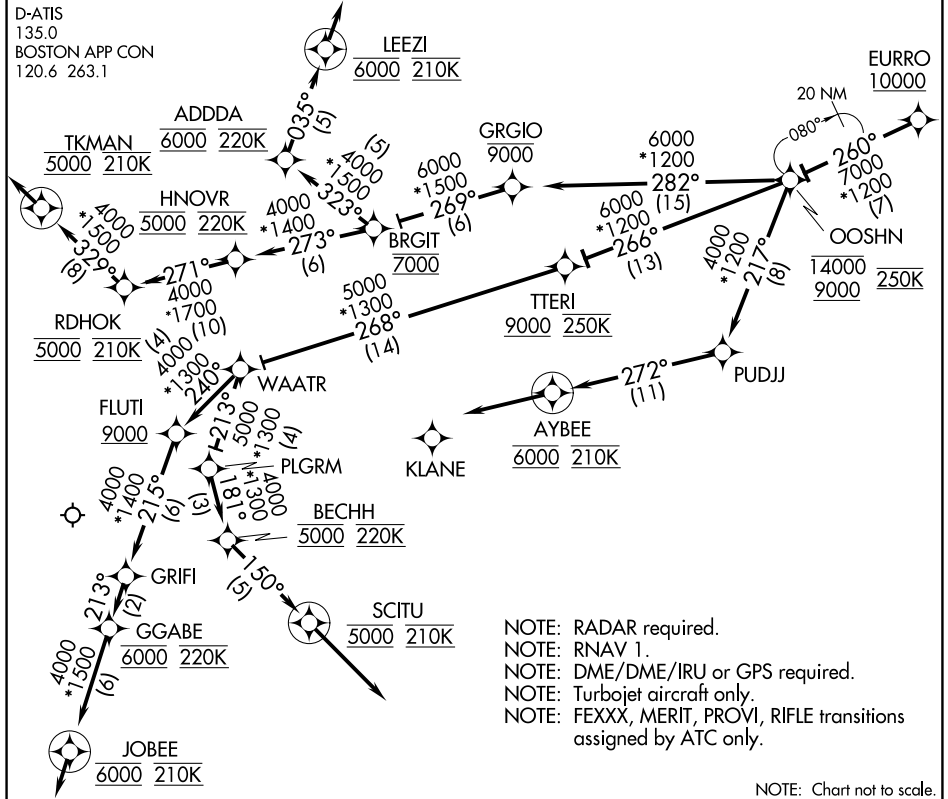 D-ATIS
135.0
BOSTON APP CON
120.6 263.1
LEEZI
6000 210K
EURRO
10000
20 NM
080°
260°
7000
*1200
(7)
ADDDA
6000 220K
035°
(5)
GRGIO
9000
6000
*1200
282°
(15)
TKMAN
5000 210K
(5)
4000
*1500
323°
6000
*1500
269°
(6)
HNOVR
5000 220K
4000
*1400
273°
(6)
BRGIT
7000
6000
*1200
266°
(13)
OOSHN
14000
9000
250K
4000
*1500
329°
(8)
271°
4000
*1700
(10)
4000
*1200
217°
(8)
RDHOK
5000 210K
5000
*1300
268°
(14)
TTERI
9000 250K
(4)
4000
*1300
240°
WAATR
PUDJJ
272°
(11)
FLUTI
9000
213°
5000
*1300
(4)
AYBEE
6000 210K
KLANE
PLGRM
4000
*1400
215°
(6)
(3)
181°
4000
*1300
BECHH
5000 220K
GRIFI
150°
(5)
213°
(2)
GGABE
6000 220K
SCITU
5000 210K
4000
*1500
(6)
JOBEE
6000 210K
NOTE: RADAR required.
NOTE: RNAV 1.
NOTE: DME/DME/IRU or GPS required.
NOTE: Turbojet aircraft only.
NOTE: FEXXX, MERIT, PROVI, RIFLE transitions
assigned by ATC only.
NOTE: Chart not to scale.